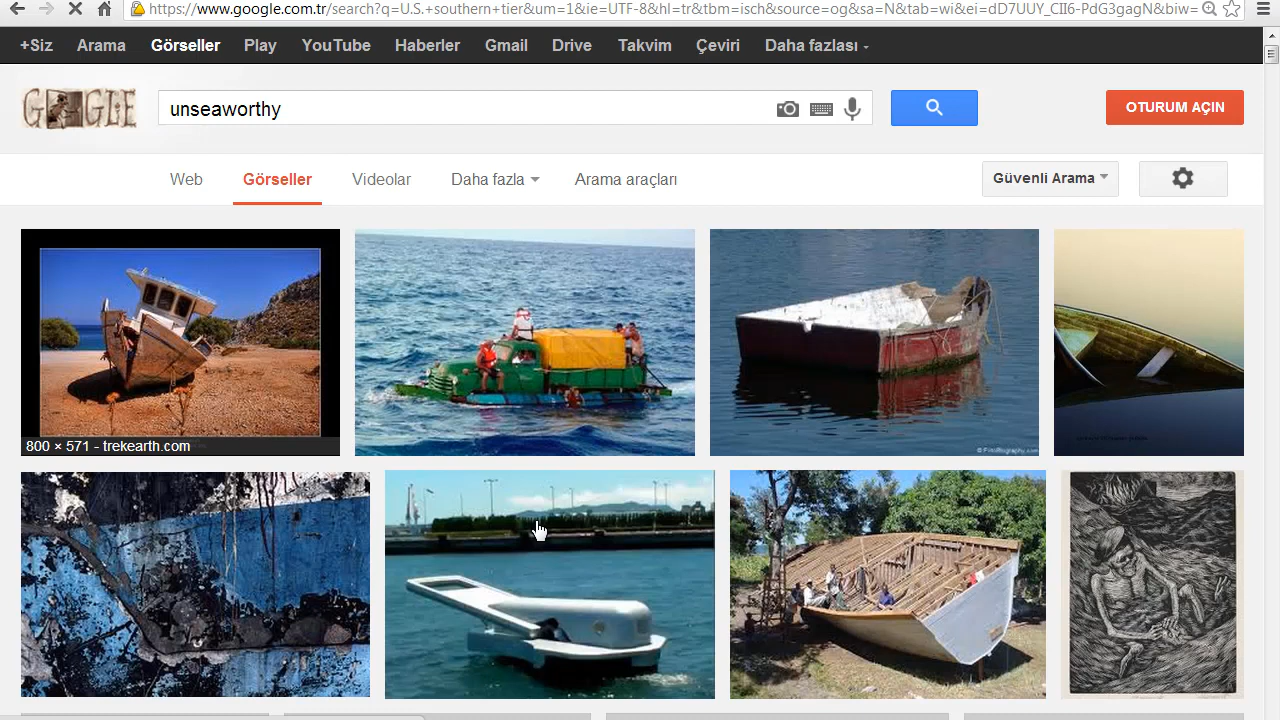 https://www.google.com.tr/search?q=U.S.+southern+tier&um=1&ie=UTF-8&hl=tr&tbm=isch&source=og&sa=N&tab=wi&ei=dD7UUY_CII6-PdG3gagN&biw=
+Siz Arama Görseller Play YouTube Haberler Gmail Drive Takvim Çeviri Daha fazlası
GOOGLE unseaworthy OTURUM AÇIN
Web Görseller Videolar Daha fazla Arama araçları Güvenli Arama
800 × 571 - trekearth.com